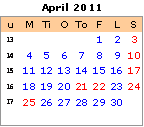 April 2011
u M Ti O To F L S
13 1 2 3
14 4 5 6 7 8 9 10
15 11 12 13 14 15 16 17
16 18 19 20 21 22 23 24
17 25 26 27 28 29 30